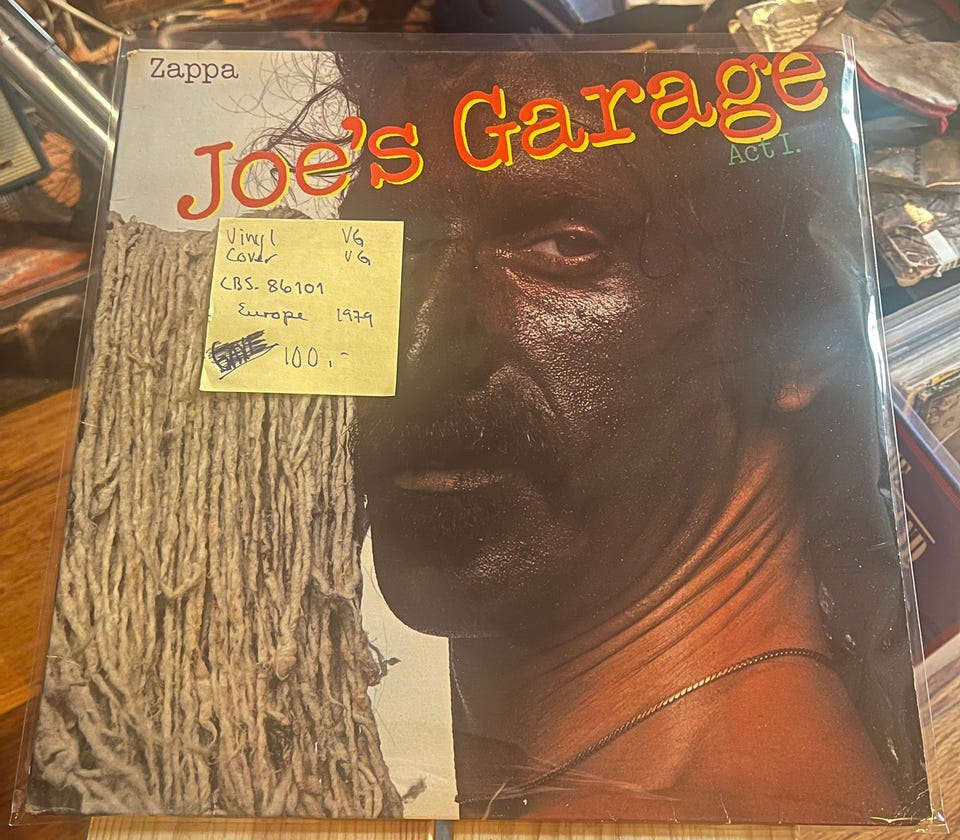 Zappa
Joe's Garage
Act I.
Vinyl VG
Cover VG
CBS-86101
Europe 1979
100,-